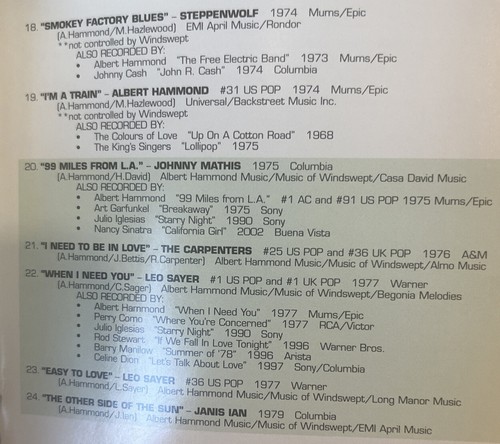 18. "SMOKEY FACTORY BLUES" – STEPPENWOLF 1974 Mums/Epic
(A.Hammond/M.Hazlewood) EMI April Music/Rondor
**not controlled by Windswept
ALSO RECORDED BY:
• Albert Hammond "The Free Electric Band" 1973 Mums/Epic
• Johnny Cash "John R. Cash" 1974 Columbia
19. "I'M A TRAIN" – ALBERT HAMMOND #31 US POP 1974 Mums/Epic
(A.Hammond/M.Hazlewood) Universal/Backstreet Music Inc.
**not controlled by Windswept
ALSO RECORDED BY:
• The Colours of Love "Up On A Cotton Road" 1968
• The King's Singers "Lollipop" 1975
20. "99 MILES FROM L.A." – JOHNNY MATHIS 1975 Columbia
(A.Hammond/H.David) Albert Hammond Music/Music of Windswept/Casa David Music
ALSO RECORDED BY:
• Albert Hammond "99 Miles from L.A." #1 AC and #91 US POP 1975 Mums/Epic
• Art Garfunkel "Breakaway" 1975 Sony
• Julio Iglesias "Starry Night" 1990 Sony
• Nancy Sinatra "California Girl" 2002 Buena Vista
21. "I NEED TO BE IN LOVE" – THE CARPENTERS #25 US POP and #36 UK POP 1976 A&M
(A.Hammond/J.Bettis/R.Carpenter) Albert Hammond Music/Music of Windswept/Almo Music
22. "WHEN I NEED YOU" – LEO SAYER #1 US POP and #1 UK POP 1977 Warner
(A.Hammond/C.Sager) Albert Hammond Music/Music of Windswept/Begonia Melodies
ALSO RECORDED BY:
• Albert Hammond "When I Need You" 1977 Mums/Epic
• Perry Como "Where You're Concerned" 1977 RCA/Victor
• Julio Iglesias "Starry Night" 1990 Sony
• Rod Stewart "If We Fall In Love Tonight" 1996 Warner Bros.
• Barry Manilow "Summer of '78" 1996 Arista
• Celine Dion "Let's Talk About Love" 1997 Sony/Columbia
23. "EASY TO LOVE" – LEO SAYER #36 US POP 1977 Warner
(A.Hammond/L.Sayer) Albert Hammond Music/Music of Windswept/Long Manor Music
24. "THE OTHER SIDE OF THE SUN" – JANIS IAN 1979 Columbia
(A.Hammond/J.Ian) Albert Hammond Music/Music of Windswept/EMI April Music